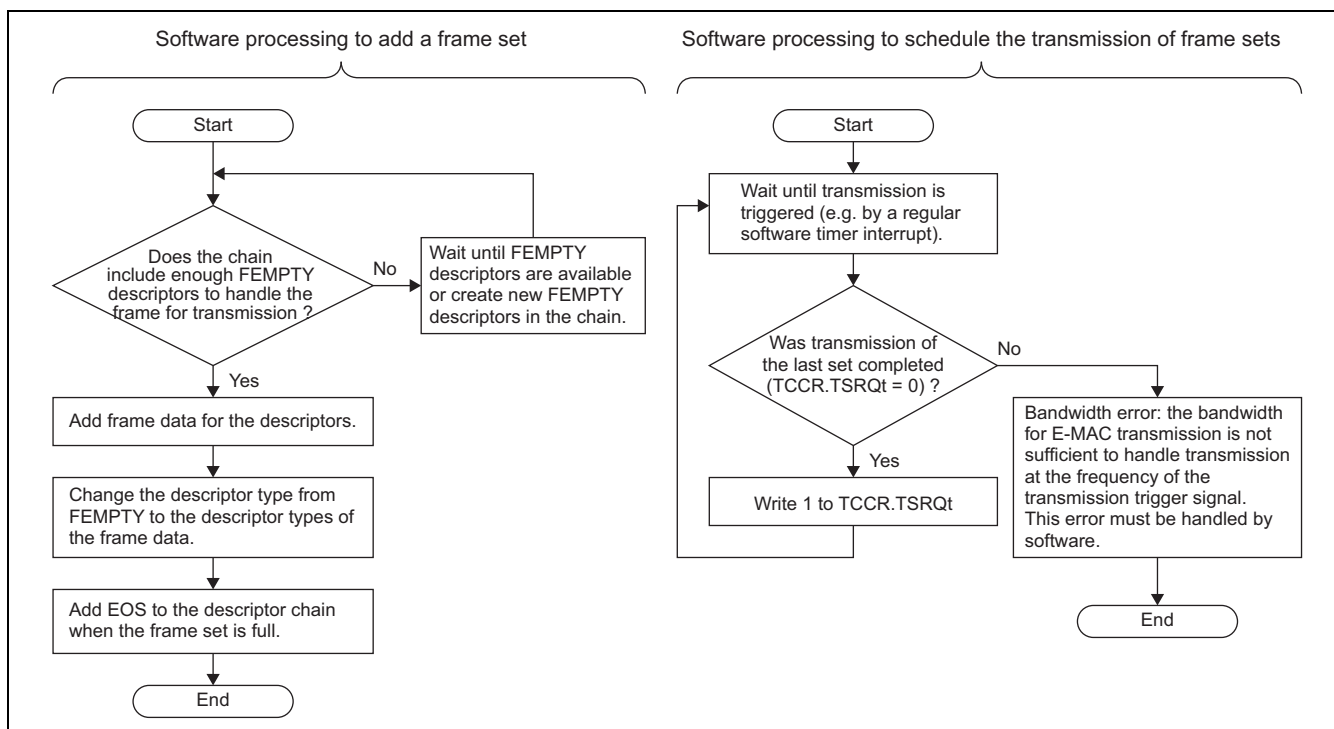 Software processing to add a frame set
Start
Does the chain
include enough FEMPTY
descriptors to handle the
frame for transmission ?
No
Wait until FEMPTY
descriptors are available
or create new FEMPTY
descriptors in the chain.
Yes
Add frame data for the descriptors.
Change the descriptor type from
FEMPTY to the descriptor types of
the frame data.
Add EOS to the descriptor chain
when the frame set is full.
End
Software processing to schedule the transmission of frame sets
Start
Wait until transmission is
triggered (e.g. by a regular
software timer interrupt).
Was transmission of
the last set completed
(TCCR.TSRQt = 0) ?
No
Yes
Write 1 to TCCR.TSRQt
Bandwidth error: the bandwidth
for E-MAC transmission is not
sufficient to handle transmission
at the frequency of the
transmission trigger signal.
This error must be handled by
software.
End